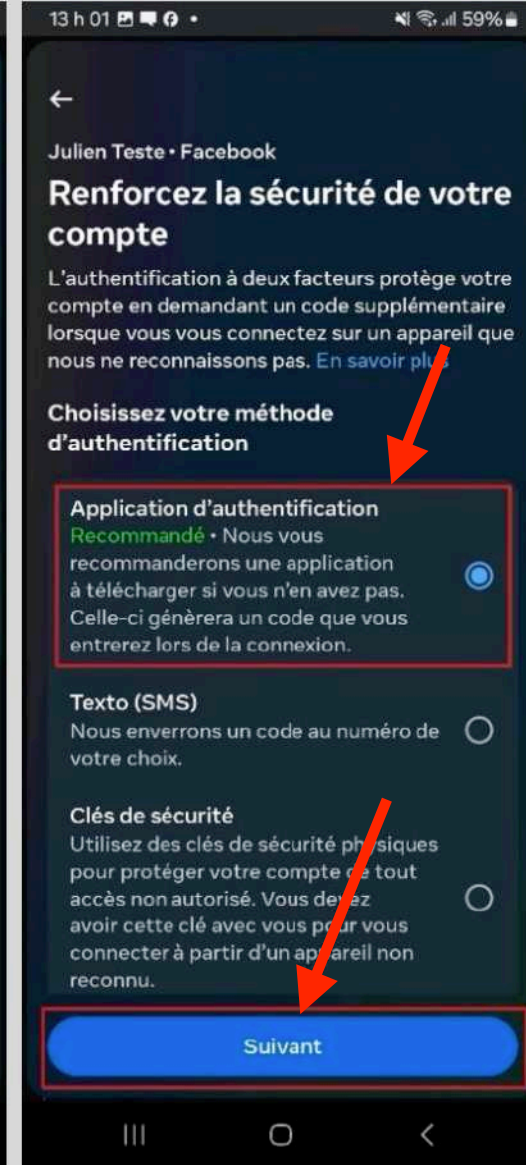 13 h 01
59%
Julien Teste • Facebook
Renforcez la sécurité de votre
compte
L'authentification à deux facteurs protège votre
compte en demandant un code supplémentaire
lorsque vous vous connectez sur un appareil que
nous ne reconnaissons pas. En savoir plus
Choisissez votre méthode
d'authentification
Application d'authentification
Recommandé • Nous vous
recommanderons une application
à télécharger si vous n'en avez pas.
Celle-ci génèrera un code que vous
entrerez lors de la connexion.
Texto (SMS)
Nous enverrons un code au numéro de
votre choix.
Clés de sécurité
Utilisez des clés de sécurité physiques
pour protéger votre compte de tout
accès non autorisé. Vous devez
avoir cette clé avec vous pour vous
connecter à partir d'un appareil non
reconnu.
Suivant